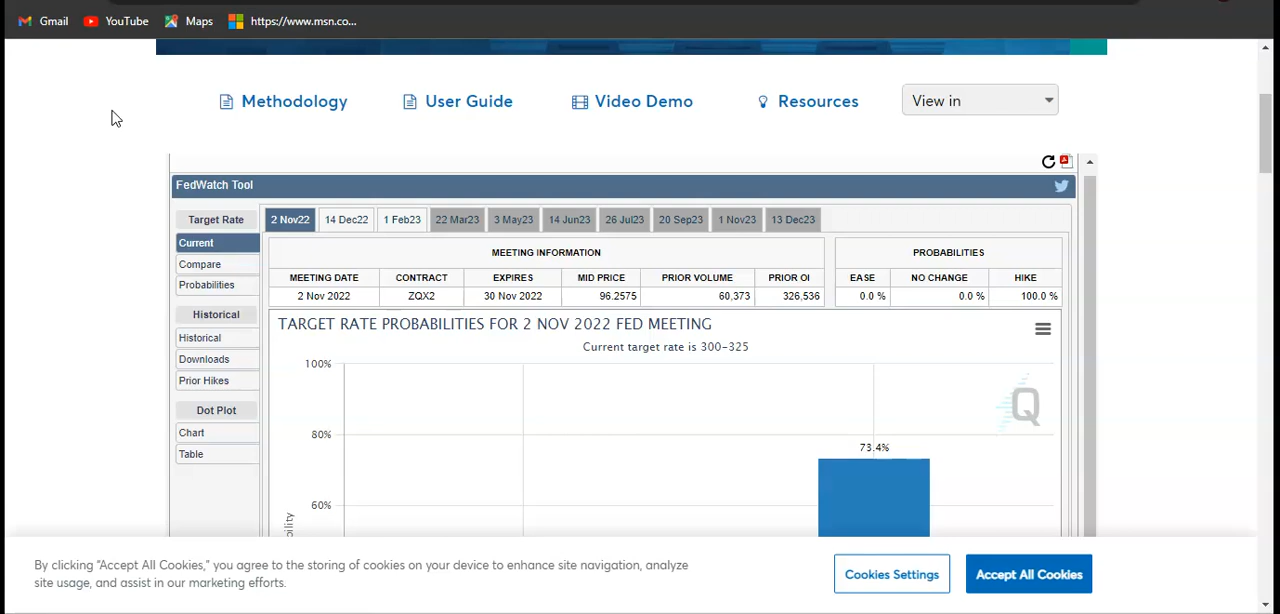 Gmail YouTube Maps https://www.msn.co...
Methodology User Guide Video Demo Resources View in
FedWatch Tool
Target Rate 2 Nov22 14 Dec22 1 Feb23 22 Mar23 3 May23 14 Jun23 26 Jul23 20 Sep23 1 Nov23 13 Dec23
Current
Compare
Probabilities
Historical
Historical
Downloads
Prior Hikes
Dot Plot
Chart
Table
MEETING INFORMATION PROBABILITIES
MEETING DATE CONTRACT EXPIRES MID PRICE PRIOR VOLUME PRIOR OI EASE NO CHANGE HIKE
2 Nov 2022 ZQX2 30 Nov 2022 96.2575 60,373 326,536 0.0 % 0.0 % 100.0 %
TARGET RATE PROBABILITIES FOR 2 NOV 2022 FED MEETING
Current target rate is 300-325
100%
Q
80%
73.4%
60%
bility
By clicking “Accept All Cookies,” you agree to the storing of cookies on your device to enhance site navigation, analyze
site usage, and assist in our marketing efforts.
Cookies Settings Accept All Cookies